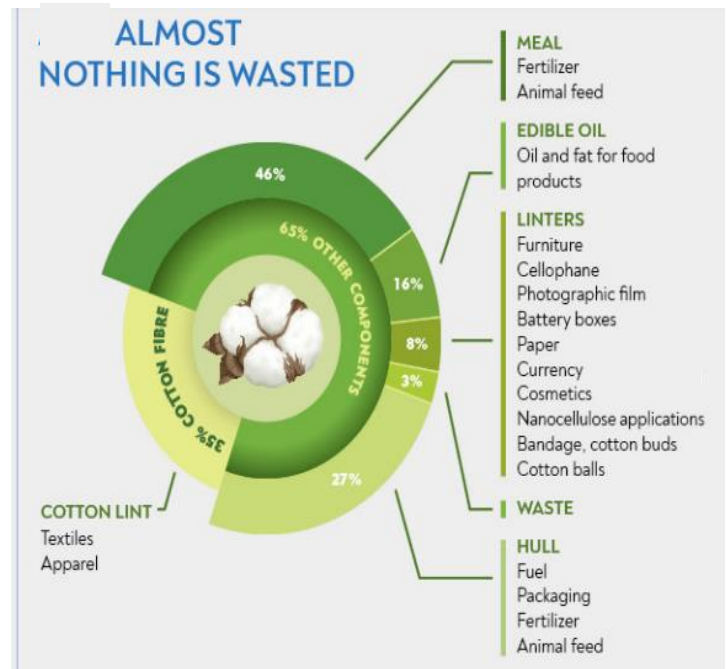 ALMOST
NOTHING IS WASTED
MEAL
Fertilizer
Animal feed
EDIBLE OIL
Oil and fat for food
products
LINTERS
Furniture
Cellophane
Photographic film
Battery boxes
Paper
Currency
Cosmetics
Nanocellulose applications
Bandage, cotton buds
Cotton balls
WASTE
HULL
Fuel
Packaging
Fertilizer
Animal feed
46%
65% OTHER COMPONENTS
16%
8%
3%
27%
35% COTTON FIBRE
COTTON LINT
Textiles
Apparel